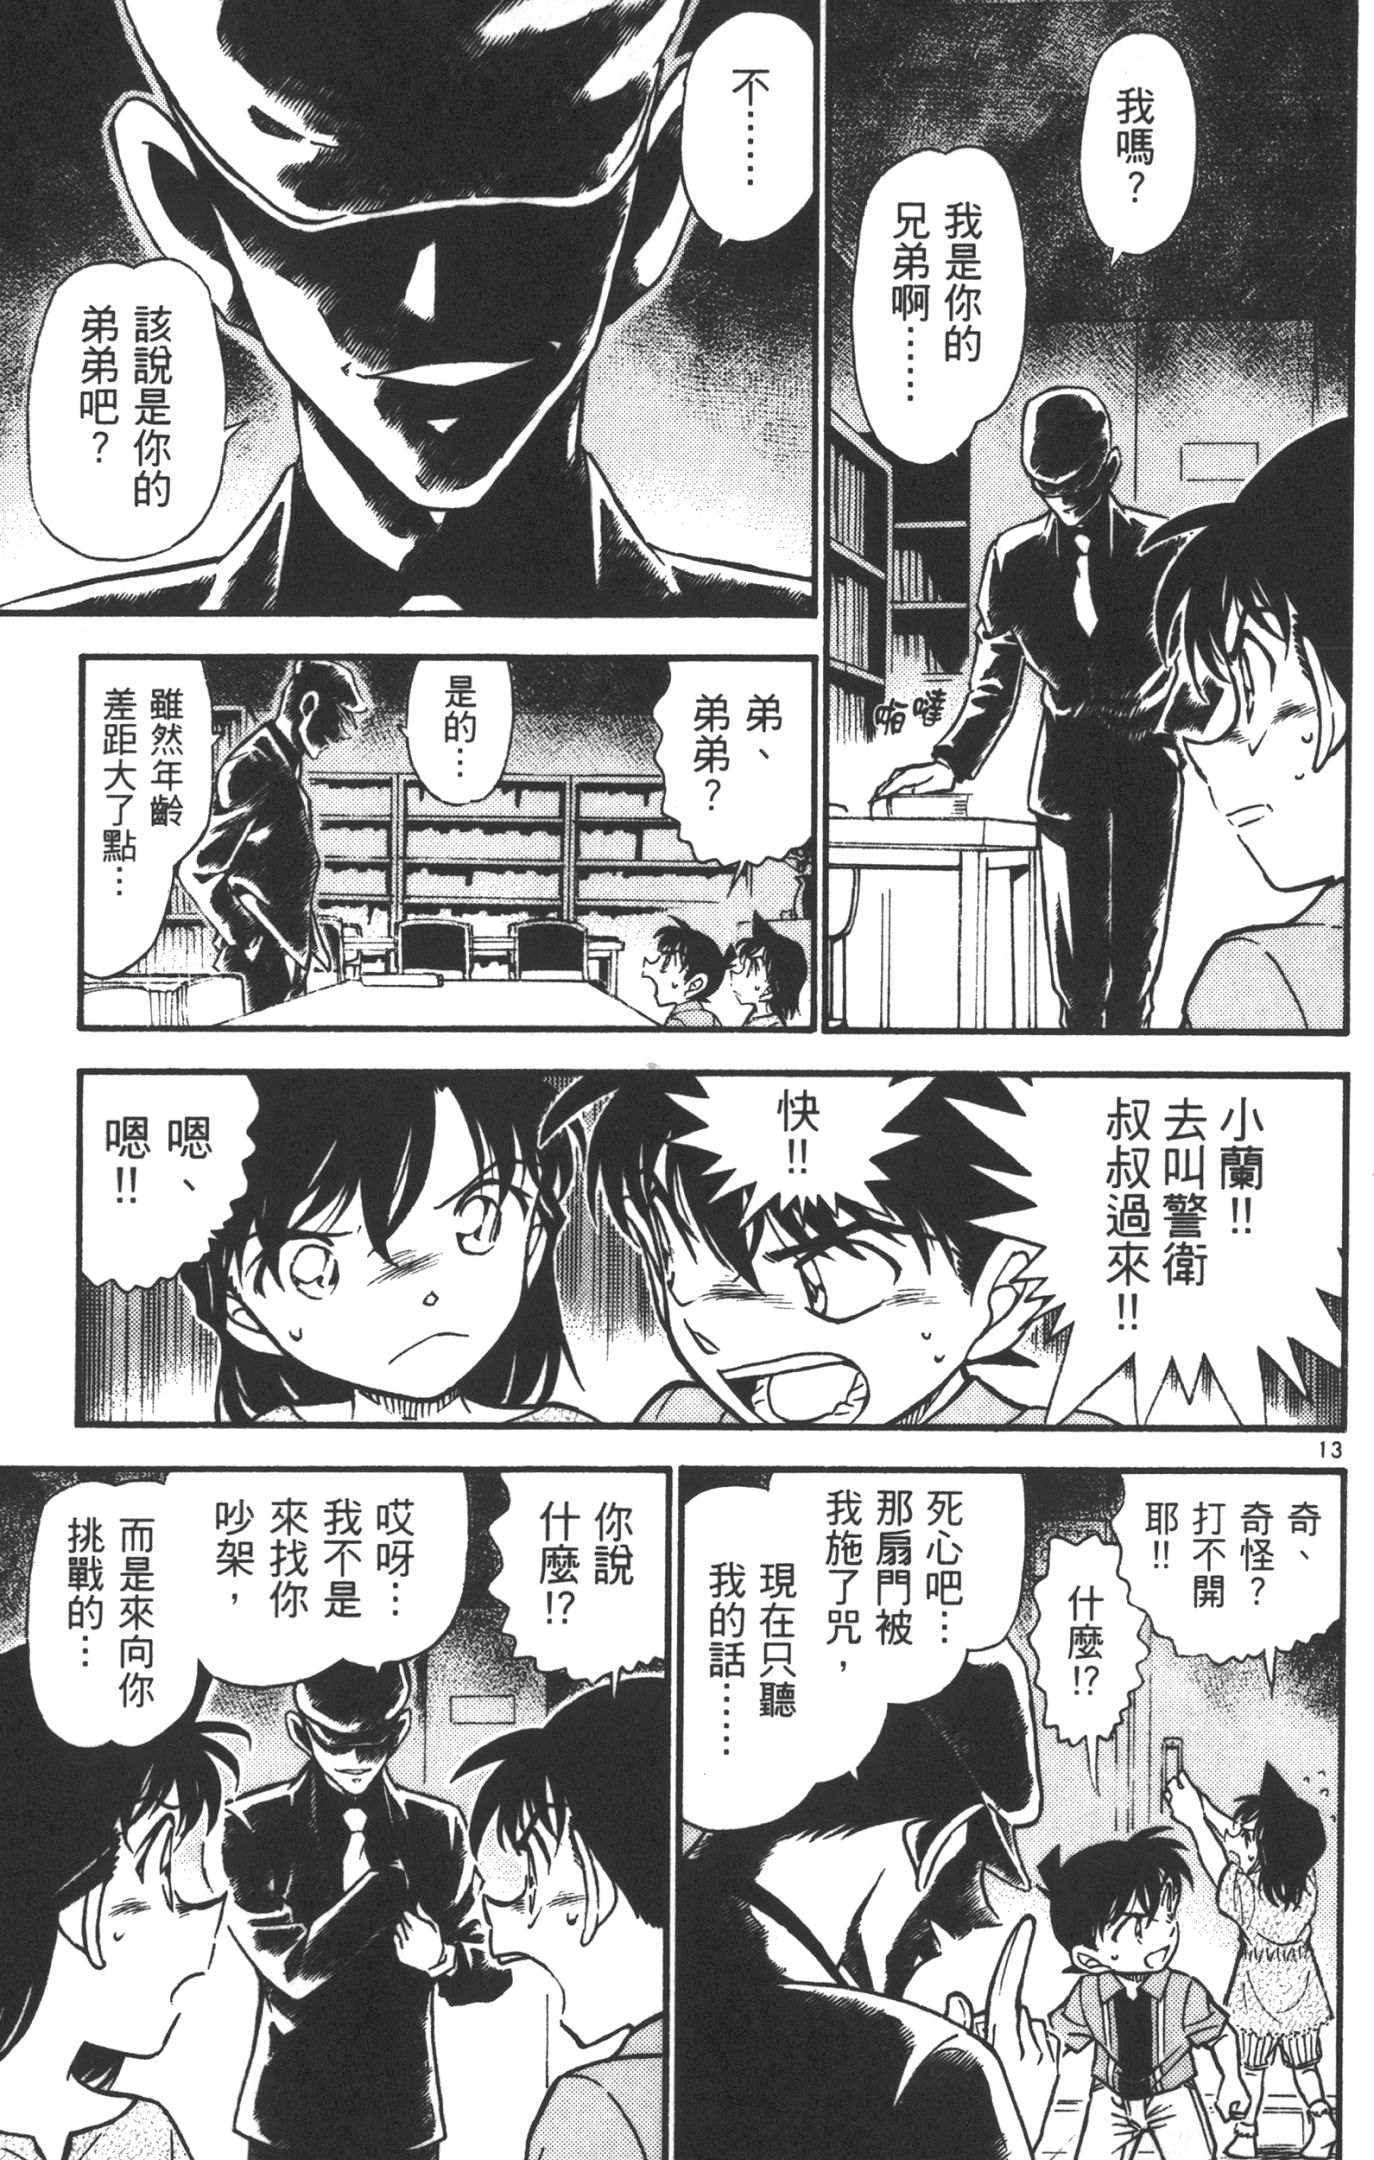 我嗎？
我是你的
兄弟啊……
啪噠
不……
該說是你的
弟弟吧？
弟、
弟弟？
是的…
雖然年齡
差距大了點…
小蘭!!
去叫警衛
叔叔過來!!
快!!
嗯、
嗯!!
13
奇、
奇怪？
打不開
耶!!
什麼!?
死心吧…
那扇門被
我施了咒，
現在只聽
我的話……
你說
什麼!?
哎呀…
我不是
來找你
吵架，
而是來向你
挑戰的…